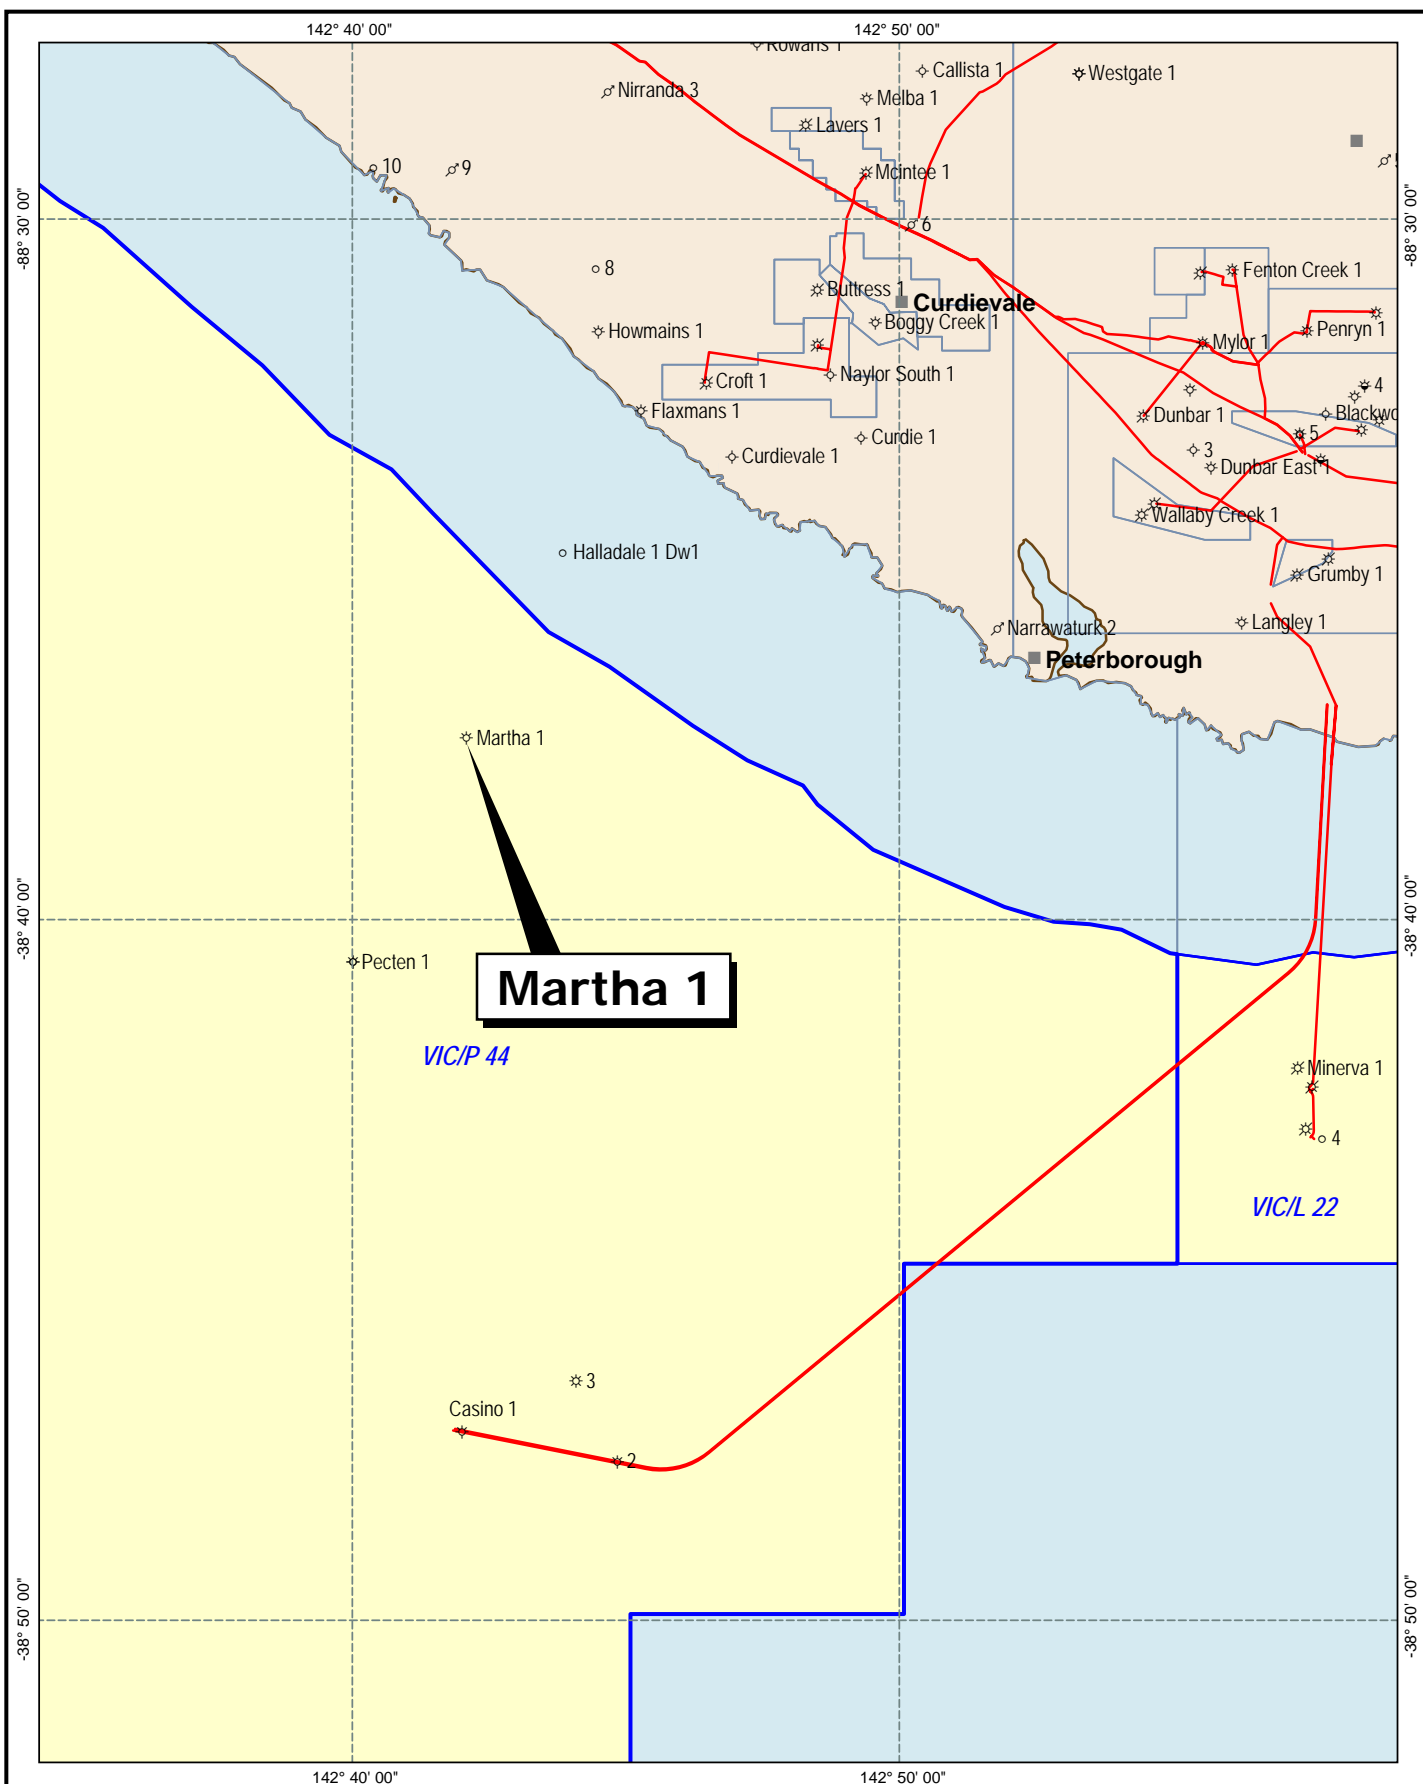 142° 40' 00"
142° 50' 00"
Rowans 1
Callista 1
Westgate 1
Nirranda 3
Melba 1
Lavers 1
10
9
Mcintee 1
-88° 30' 00"
-88° 30' 00"
6
8
Fenton Creek 1
Buttress 1
Curdievale
Howmains 1
Boggy Creek 1
Penryn 1
Mylor 1
Croft 1
Naylor South 1
4
Flaxmans 1
Dunbar 1
Blackwo
Curdie 1
5
Curdievale 1
3
Dunbar East 1
Wallaby Creek 1
Halladale 1 Dw1
Grumby 1
Langley 1
Narrawaturk 2
Peterborough
Martha 1
-38° 40' 00"
-38° 40' 00"
Pecten 1
Martha 1
VIC/P 44
Minerva 1
4
VIC/L 22
3
Casino 1
2
-38° 50' 00"
-38° 50' 00"
142° 40' 00"
142° 50' 00"